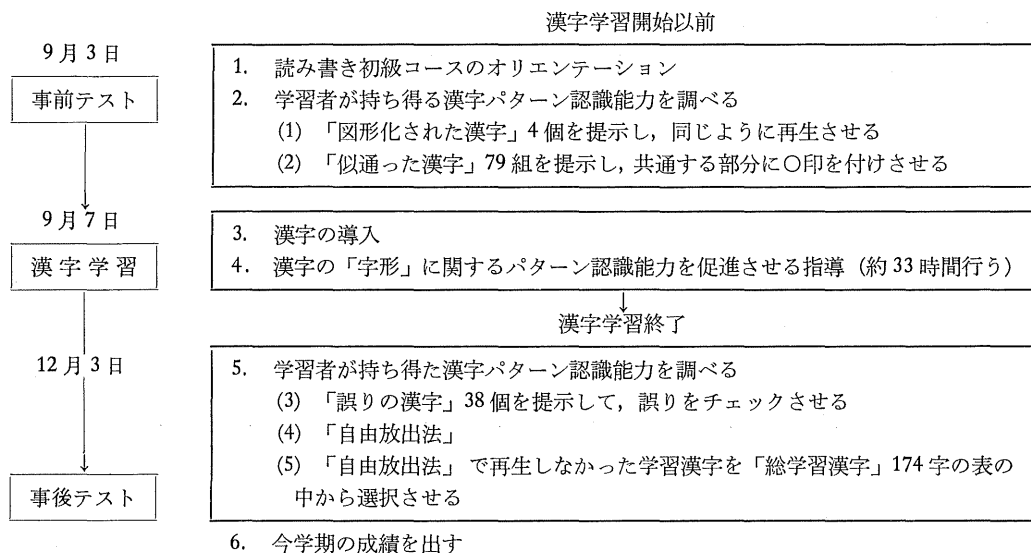 漢字学習開始以前
9月3日
事前テスト
1. 読み書き初級コースのオリエンテーション
2. 学習者が持ち得る漢字パターン認識能力を調べる
(1) 「図形化された漢字」4個を提示し，同じように再生させる
(2) 「似通った漢字」79組を提示し，共通する部分に○印を付けさせる
9月7日
漢字学習
3. 漢字の導入
4. 漢字の「字形」に関するパターン認識能力を促進させる指導（約33時間行う）
漢字学習終了
12月3日
5. 学習者が持ち得た漢字パターン認識能力を調べる
(3) 「誤りの漢字」38個を提示して，誤りをチェックさせる
(4) 「自由放出法」
(5) 「自由放出法」で再生しなかった学習漢字を「総学習漢字」174字の表の
中から選択させる
事後テスト
6. 今学期の成績を出す